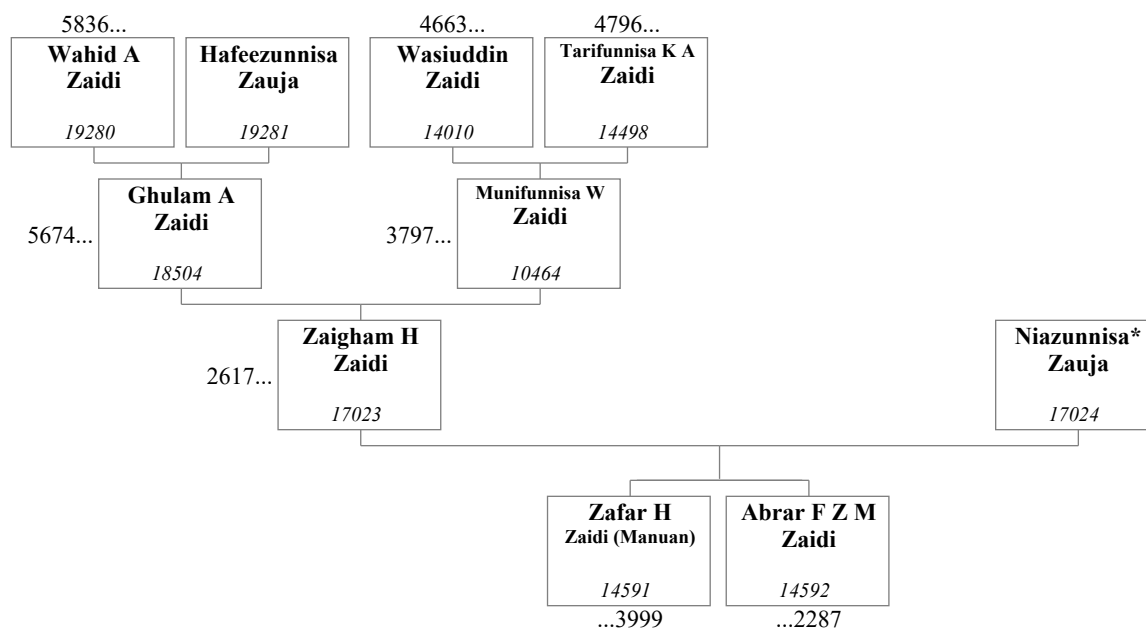 5836...
4663...
4796...
Wahid A
Zaidi
19280
Hafeezunnisa
Zauja
19281
Wasiuddin
Zaidi
14010
Tarifunnisa K A
Zaidi
14498
5674...
Ghulam A
Zaidi
18504
3797...
Munifunnisa W
Zaidi
10464
2617...
Zaigham H
Zaidi
17023
Niazunnisa*
Zauja
17024
Zafar H
Zaidi (Manuan)
14591
...3999
Abrar F Z M
Zaidi
14592
...2287